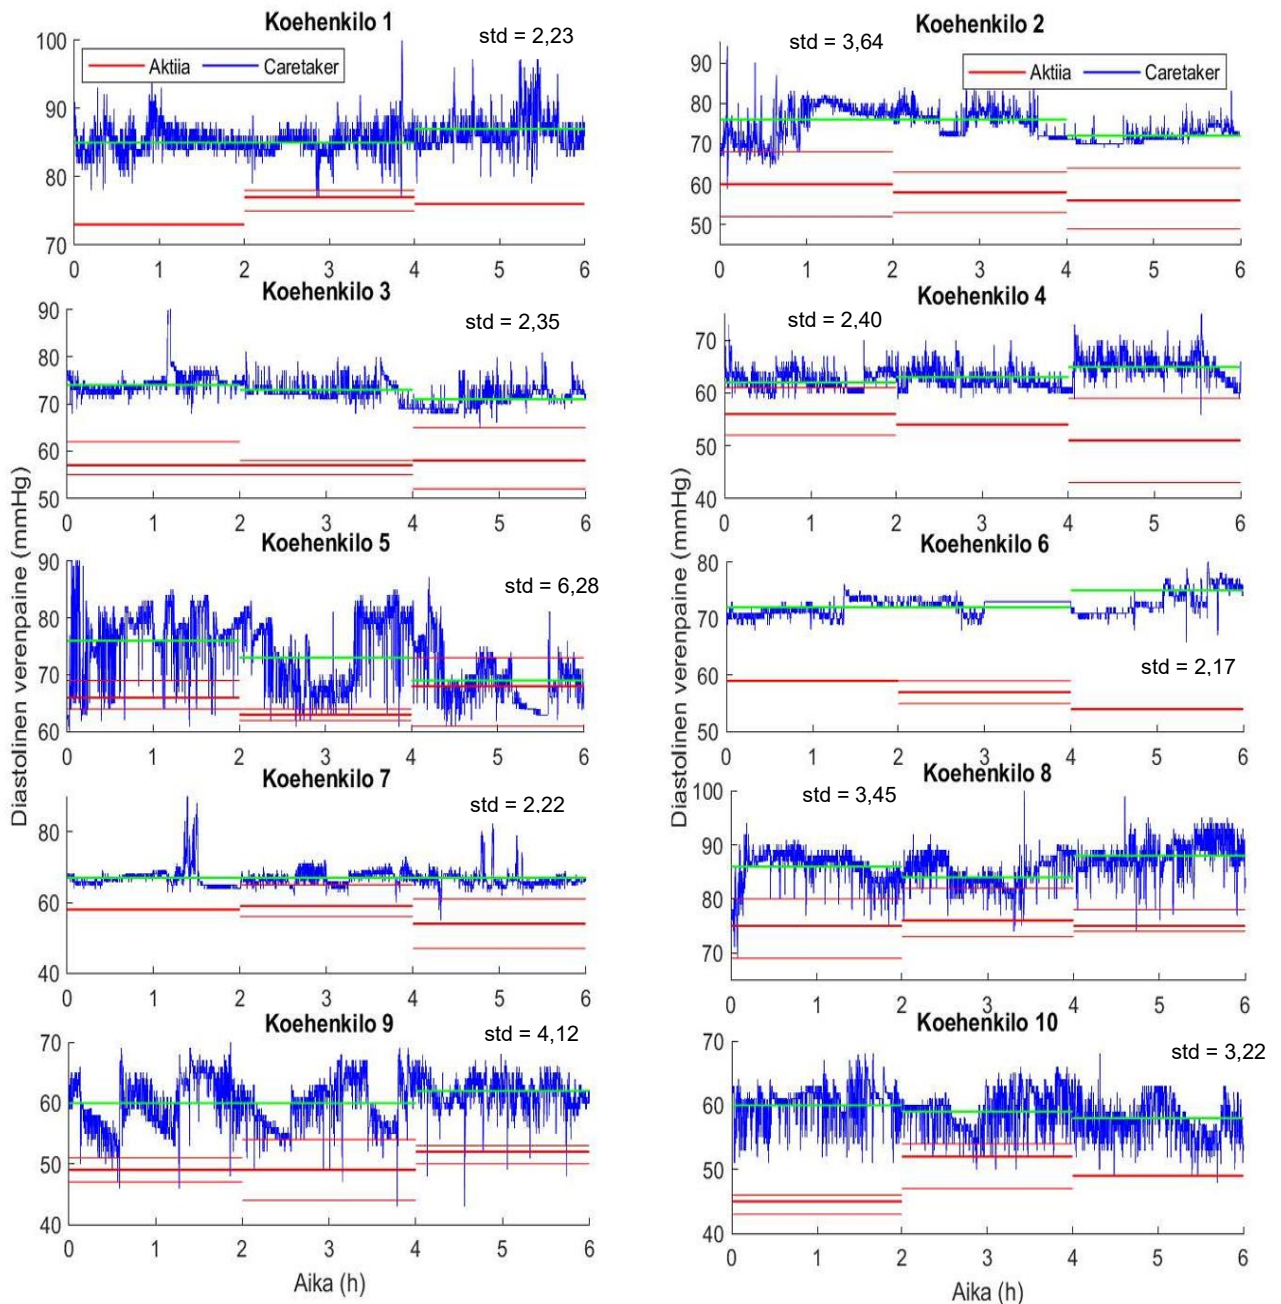 Koehenkilo 1
std = 2,23
Aktiia
Caretaker
100
90
80
70
0 1 2 3 4 5 6
Koehenkilo 2
std = 3,64
Aktiia
Caretaker
90
80
70
60
50
0 1 2 3 4 5 6
Koehenkilo 3
std = 2,35
90
80
70
60
50
0 1 2 3 4 5 6
Koehenkilo 4
std = 2,40
70
60
50
40
0 1 2 3 4 5 6
Diastolinen verenpaine (mmHg)
Diastolinen verenpaine (mmHg)
Koehenkilo 5
std = 6,28
90
80
70
60
0 1 2 3 4 5 6
Koehenkilo 6
std = 2,17
80
70
60
50
0 1 2 3 4 5 6
Koehenkilo 7
std = 2,22
80
60
40
0 1 2 3 4 5 6
Koehenkilo 8
std = 3,45
100
90
80
70
0 1 2 3 4 5 6
Koehenkilo 9
std = 4,12
70
60
50
40
0 1 2 3 4 5 6
Aika (h)
Koehenkilo 10
std = 3,22
70
60
50
40
0 1 2 3 4 5 6
Aika (h)